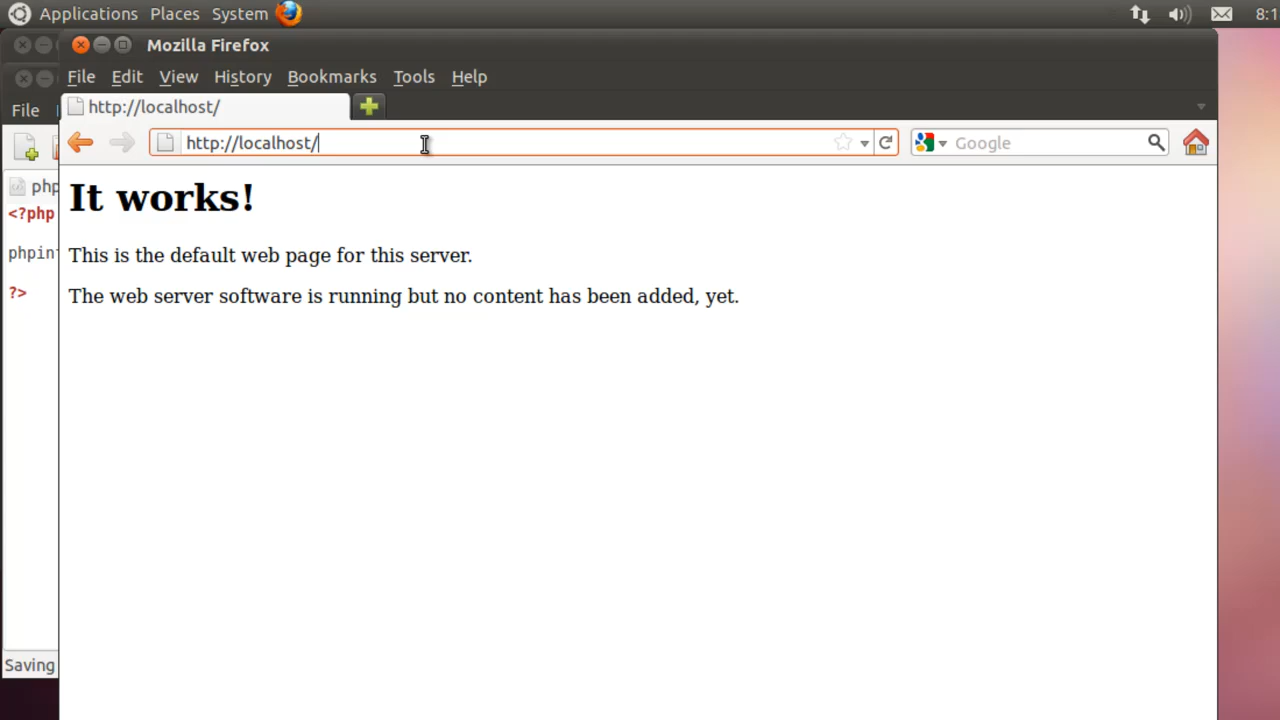 Applications Places System 8:1
Mozilla Firefox
File Edit View History Bookmarks Tools Help
File
http://localhost/
http://localhost/ Google
It works!
php
<?php
This is the default web page for this server.
phpin
The web server software is running but no content has been added, yet.
?>
Saving